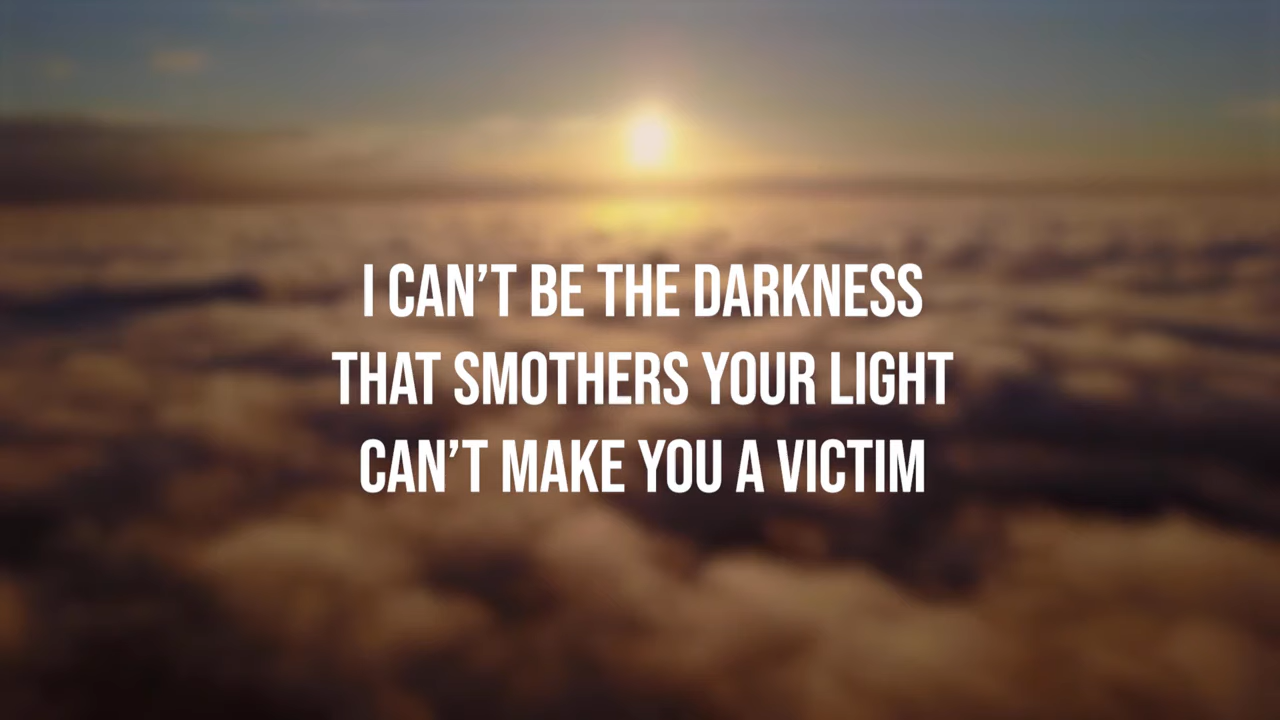 I CAN’T BE THE DARKNESS
THAT SMOTHERS YOUR LIGHT
CAN’T MAKE YOU A VICTIM